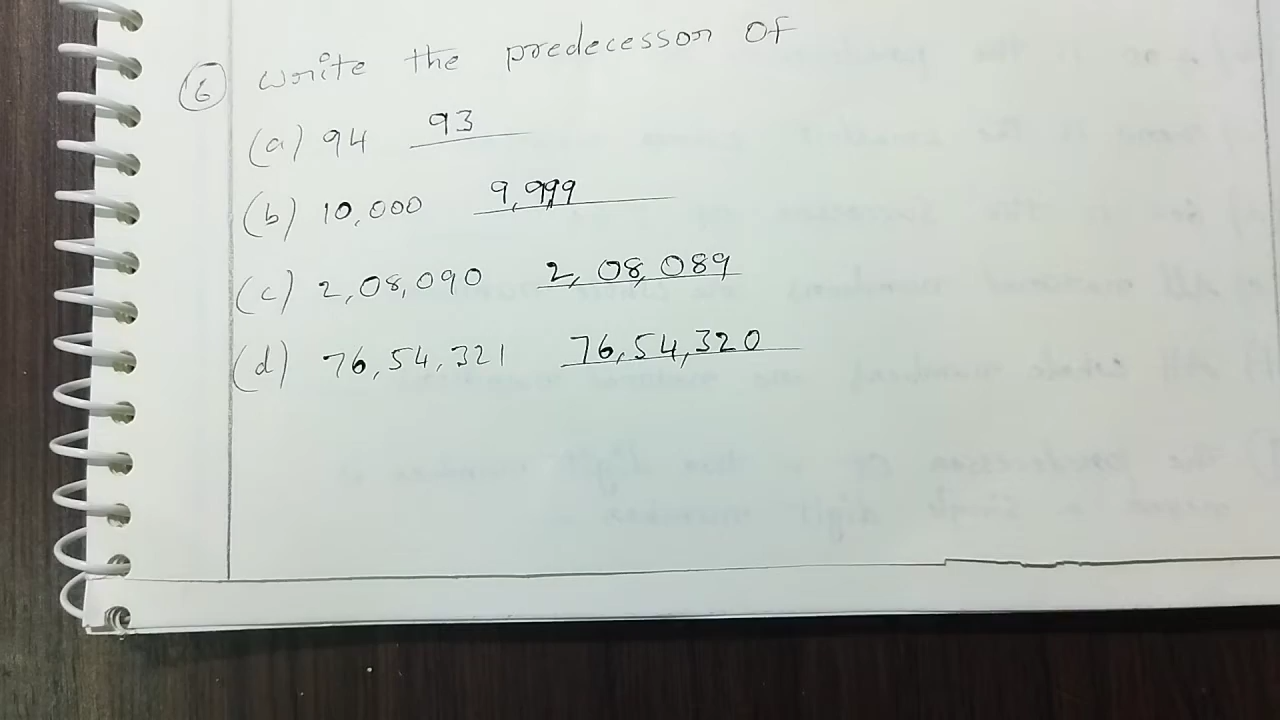 6 write the predecessor of
(a) 94 93
(b) 10,000 9,999
(c) 2,08,090 2,08,089
(d) 76,54,321 76,54,320